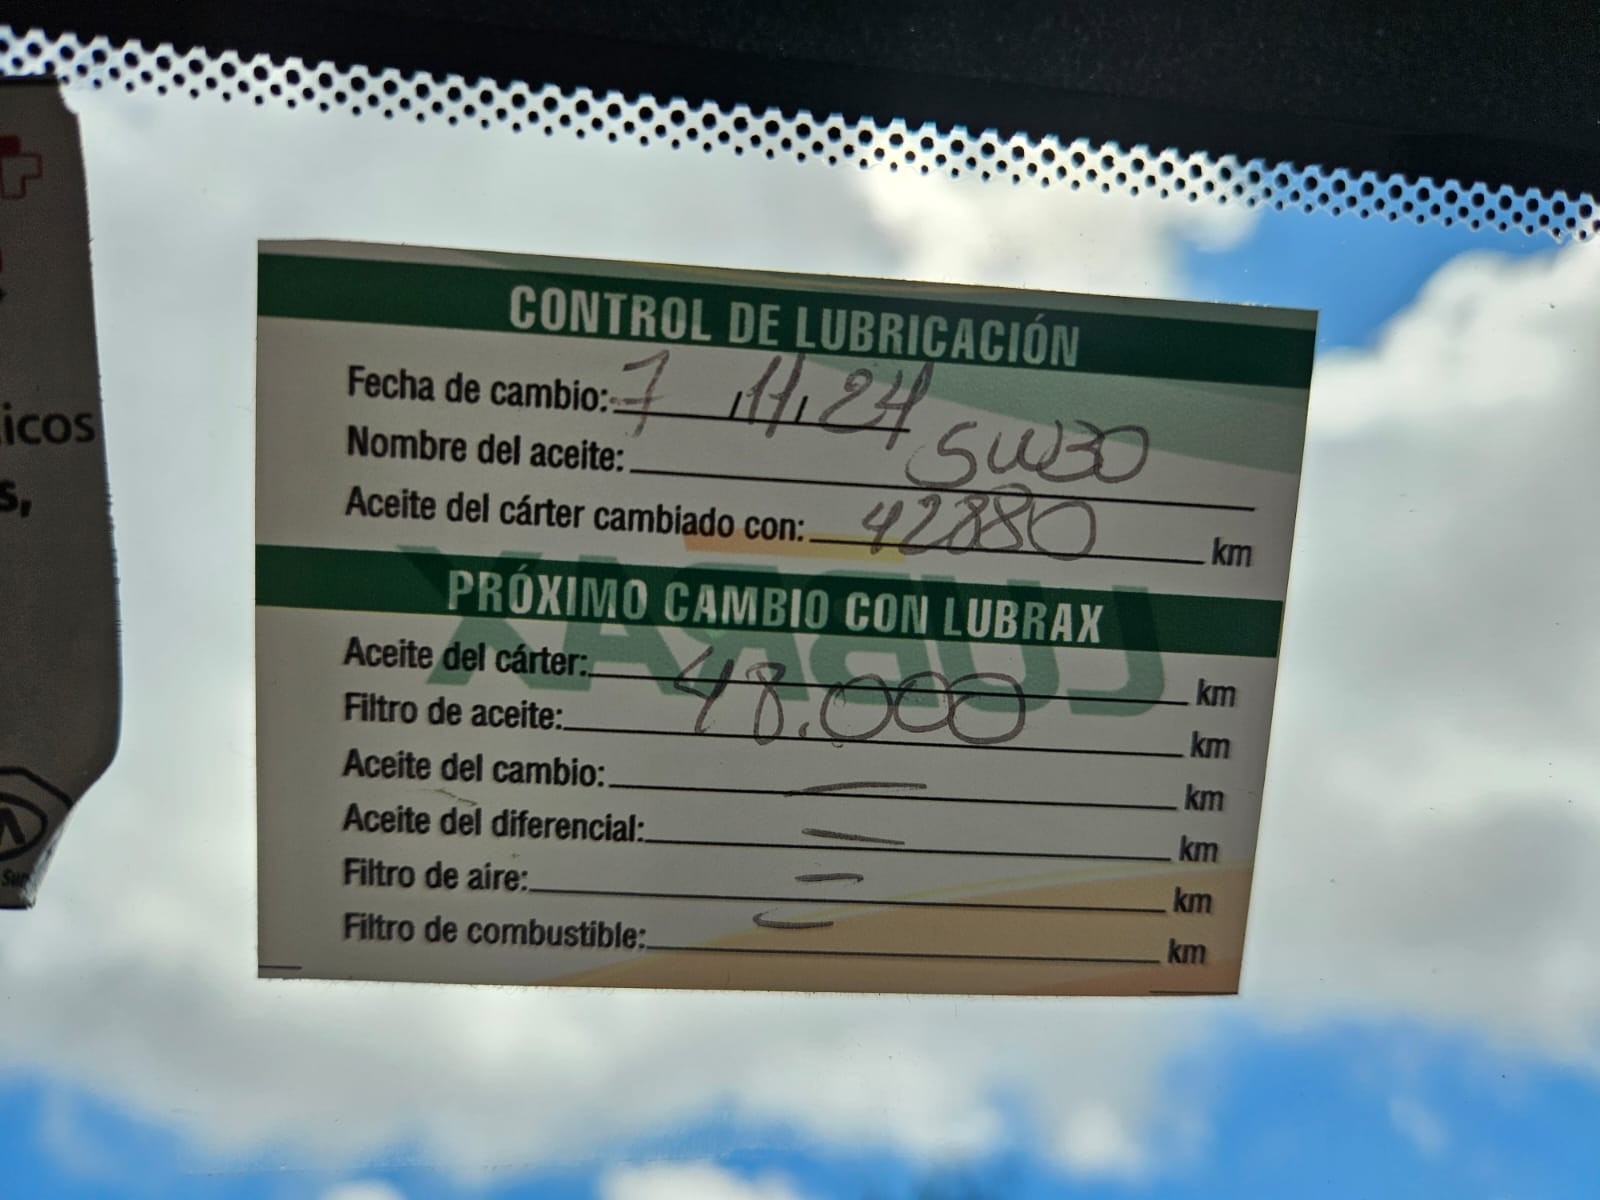 CONTROL DE LUBRICACIÓN
Fecha de cambio: 7 / 11 / 24
Nombre del aceite: 5W30
Aceite del cárter cambiado con: 42880 km
PRÓXIMO CAMBIO CON LUBRAX
LUBRAX
Aceite del cárter: 48.000 km
Filtro de aceite: km
Aceite del cambio: — km
Aceite del diferencial: — km
Filtro de aire: — km
Filtro de combustible: — km
icos
s,